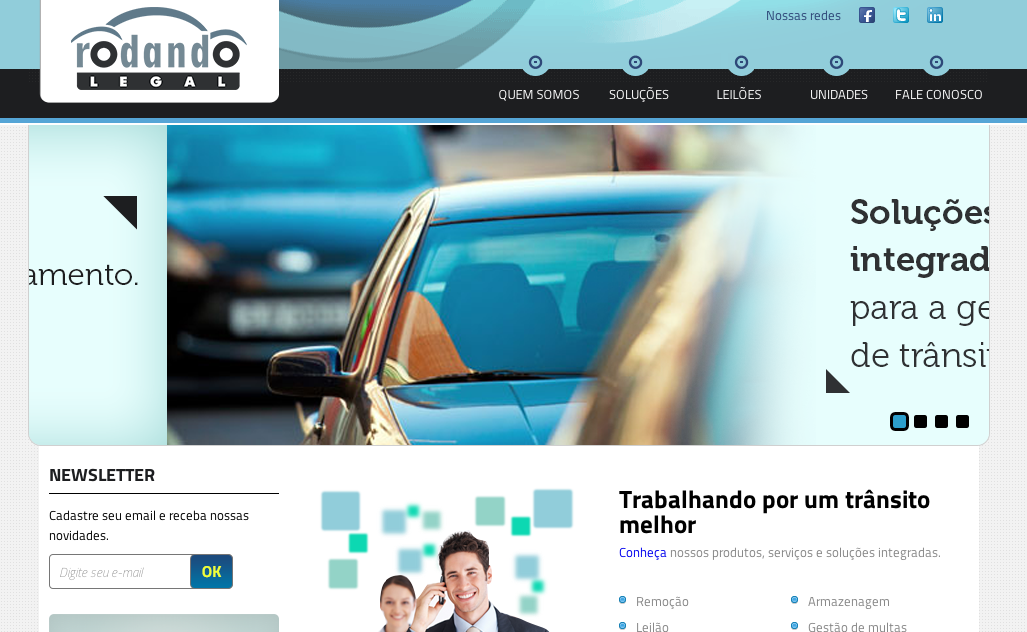 Nossas redes
rodando
LEGAL
QUEM SOMOS
SOLUÇÕES
LEILÕES
UNIDADES
FALE CONOSCO
amento.
Soluções
integrad
para a ge
de trânsi
NEWSLETTER
Cadastre seu email e receba nossas
novidades.
Digite seu e-mail
OK
Trabalhando por um trânsito
melhor
Conheça nossos produtos, serviços e soluções integradas.
Remoção
Armazenagem
Leilão
Gestão de multas